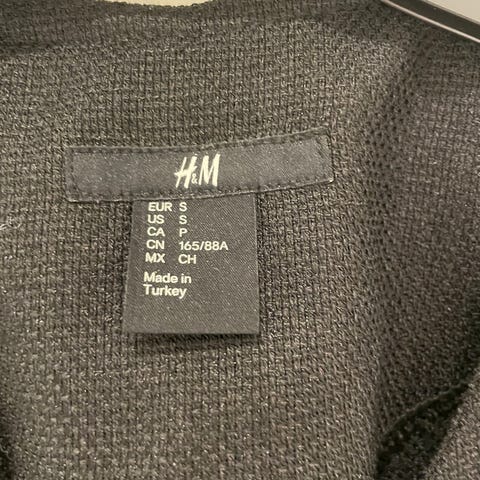 H&M
EUR S
US S
CA P
CN 165/88A
MX CH
Made in
Turkey